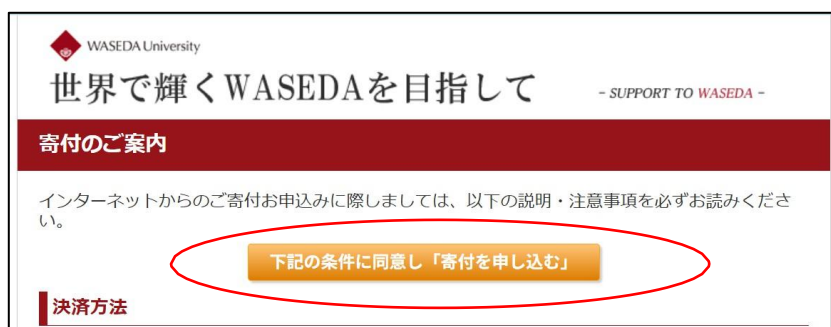 WASEDA University
世界で輝くWASEDAを目指して
- SUPPORT TO WASEDA -
寄付のご案内
インターネットからのご寄付お申込みに際しましては、以下の説明・注意事項を必ずお読みくださ
い。
下記の条件に同意し「寄付を申し込む」
決済方法